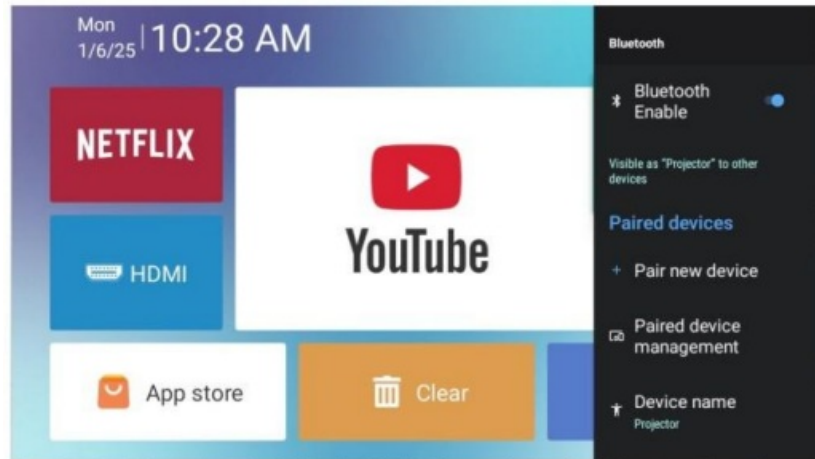 Mon
1/6/25
10:28 AM
NETFLIX
YouTube
HDMI
App store
Clear
Bluetooth
Bluetooth
Enable
Visible as "Projector" to other
devices
Paired devices
+ Pair new device
Paired device
management
Device name
Projector